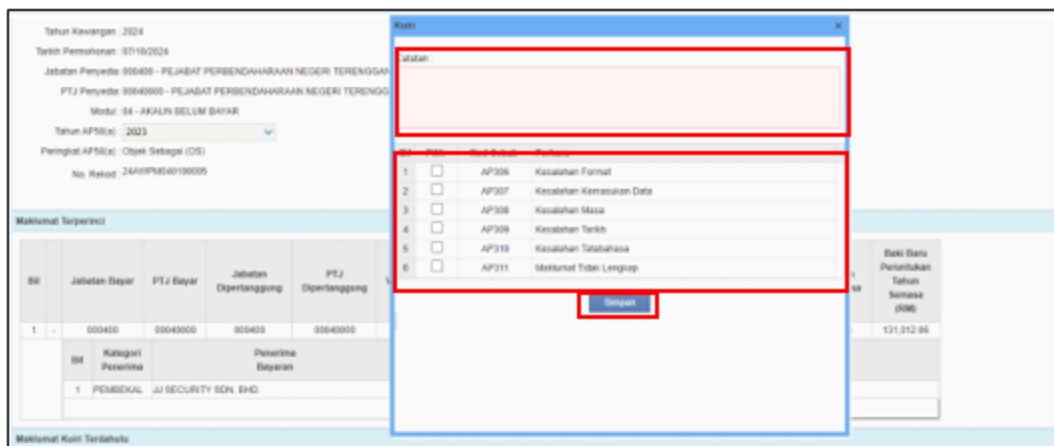 Tahun Kewangan : 2024
Tarikh Permohonan : 07/10/2024
Jabatan Penyedia : 000400 - PEJABAT PERBENDAHARAAN NEGERI TERENGGAN
PTJ Penyedia : 00040000 - PEJABAT PERBENDAHARAAN NEGERI TERENGG
Modul : 04 - AKAUN BELUM BAYAR
Tahun AP58(a) : 2023
Peringkat AP58(a) : Objek Sebagai (OS)
No. Rekod :
Kuiri
Catatan :
1 AP306 Kesalahan Format
2 AP307 Kesalahan Kemasukan Data
3 AP308 Kesalahan Masa
4 AP309 Kesalahan Tarikh
5 AP310 Kesalahan Tatabahasa
6 AP311 Maklumat Tidak Lengkap
Simpan
Maklumat Terperinci
Bil Jabatan Bayar PTJ Bayar Jabatan Dipertanggung PTJ Dipertanggung Baki Baru Peruntukan Tahun Semasa (RM)
1 - 000400 00040000 000400 00040000 131,012.06
Bil Kategori Penerima Penerima Bayaran
1 PEMBEKAL JJ SECURITY SDN. BHD.
Maklumat Kuiri Terdahulu